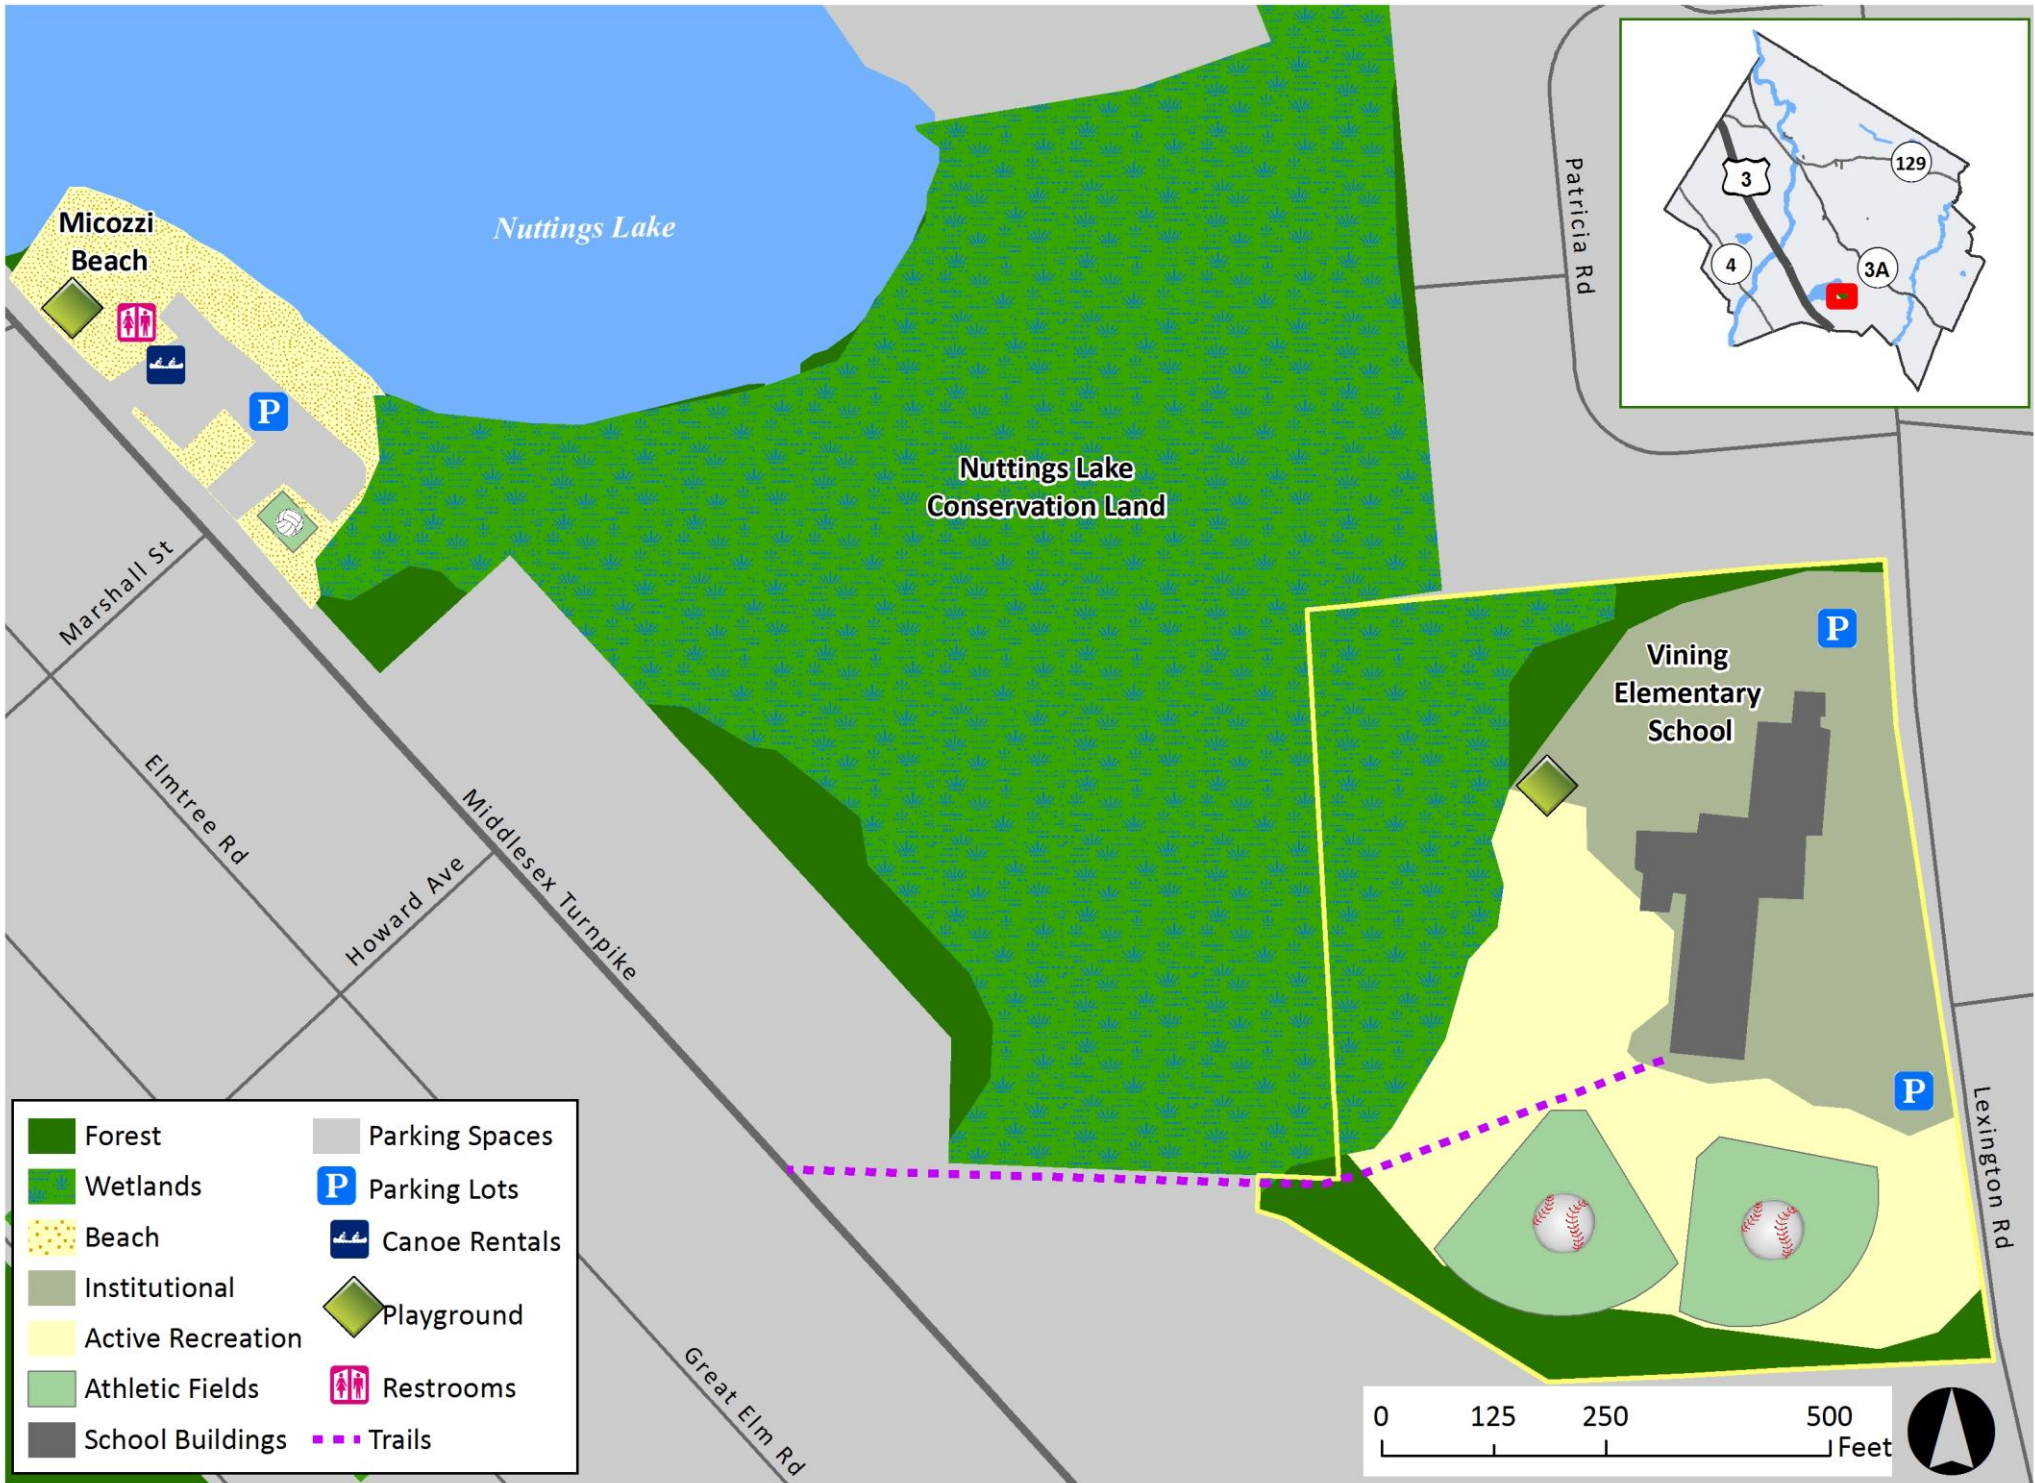 Micozzi
Beach
P
Nuttings Lake
Nuttings Lake
Conservation Land
Patricia Rd
3
129
4
3A
Vining
Elementary
School
P
P
Lexington Rd
Marshall St
Elmtree Rd
Howard Ave
Middlesex Turnpike
Great Elm Rd
Forest
Wetlands
Beach
Institutional
Active Recreation
Athletic Fields
School Buildings
Parking Spaces
P Parking Lots
Canoe Rentals
Playground
Restrooms
Trails
0 125 250 500
Feet